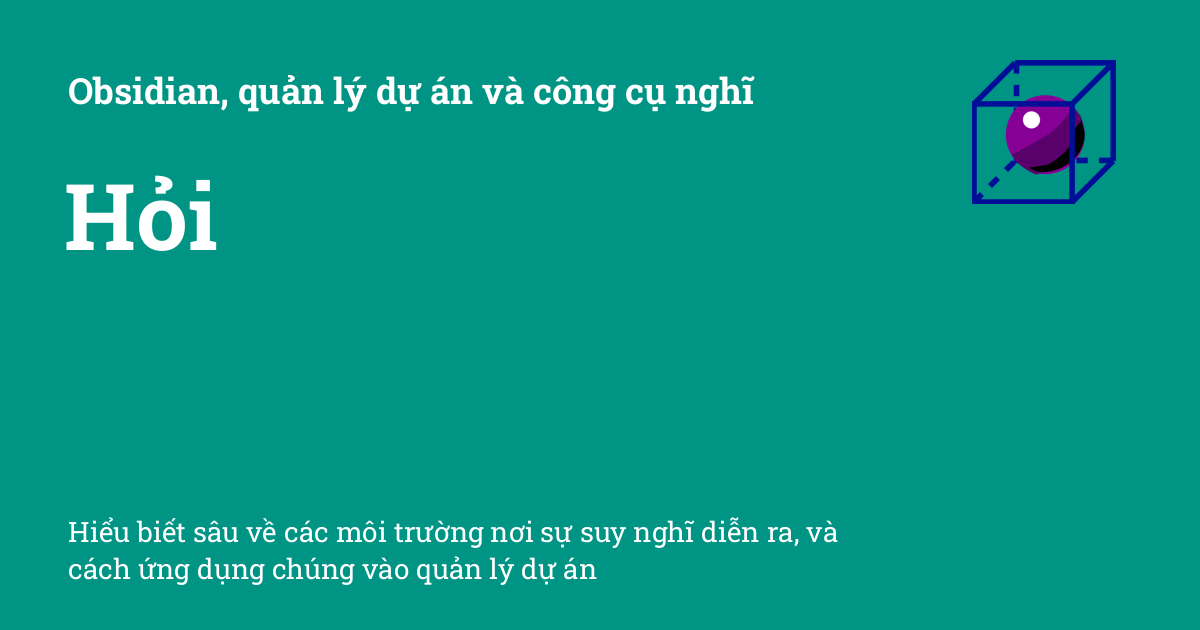 Obsidian, quản lý dự án và công cụ nghĩ
Hỏi
Hiểu biết sâu về các môi trường nơi sự suy nghĩ diễn ra, và
cách ứng dụng chúng vào quản lý dự án